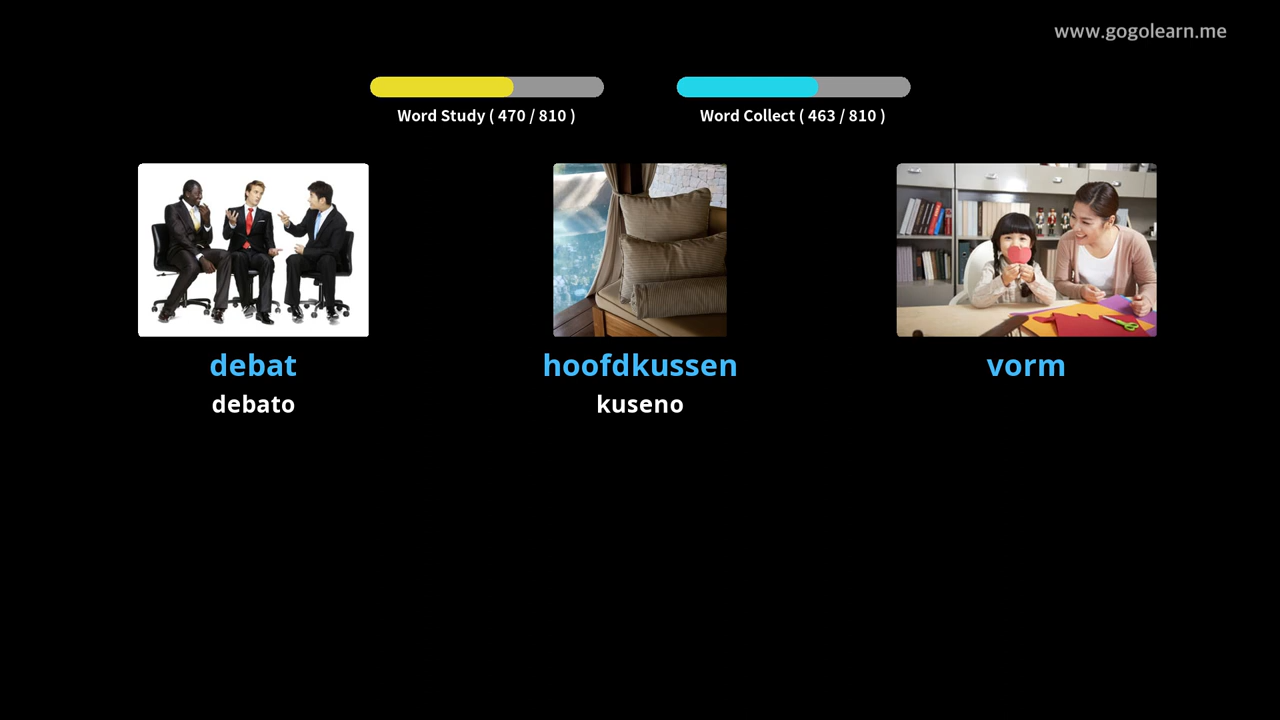 www.gogolearn.me
Word Study ( 470 / 810 )
Word Collect ( 463 / 810 )
debat
hoofdkussen
vorm
debato
kuseno